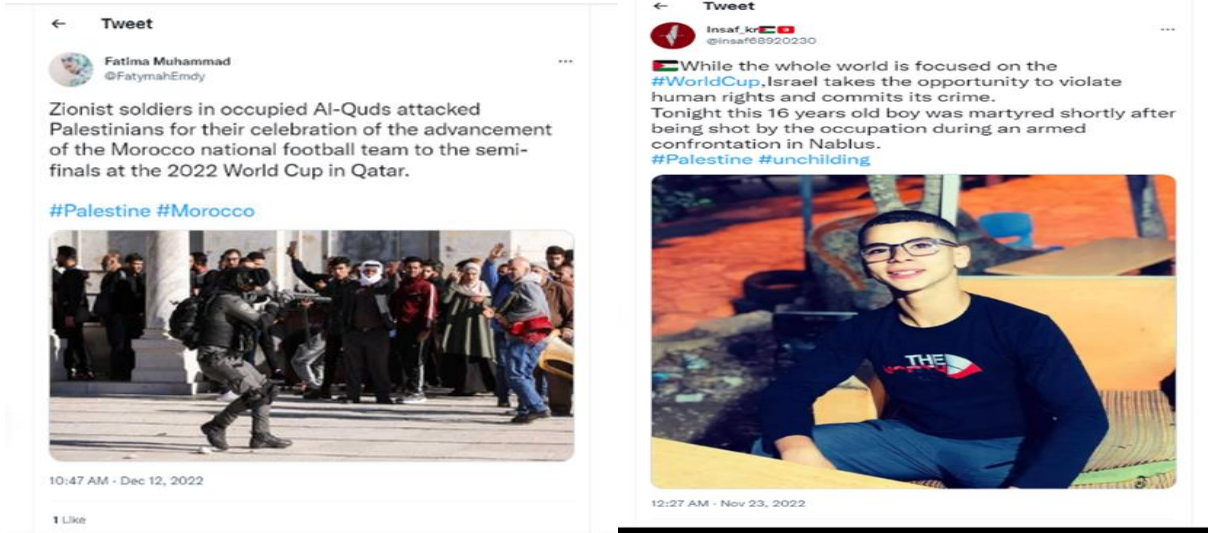 ← Tweet
Fatima Muhammad
@FatymahEmdy
Zionist soldiers in occupied Al-Quds attacked
Palestinians for their celebration of the advancement
of the Morocco national football team to the semi-
finals at the 2022 World Cup in Qatar.
#Palestine #Morocco
10:47 AM - Dec 12, 2022
1 Like
← Tweet
Insaf_kr🇵🇸🇹🇳
@insaf68920230
🇵🇸While the whole world is focused on the
#WorldCup,Israel takes the opportunity to violate
human rights and commits its crime.
Tonight this 16 years old boy was martyred shortly after
being shot by the occupation during an armed
confrontation in Nablus.
#Palestine #unchilding
THE
12:27 AM - Nov 23, 2022